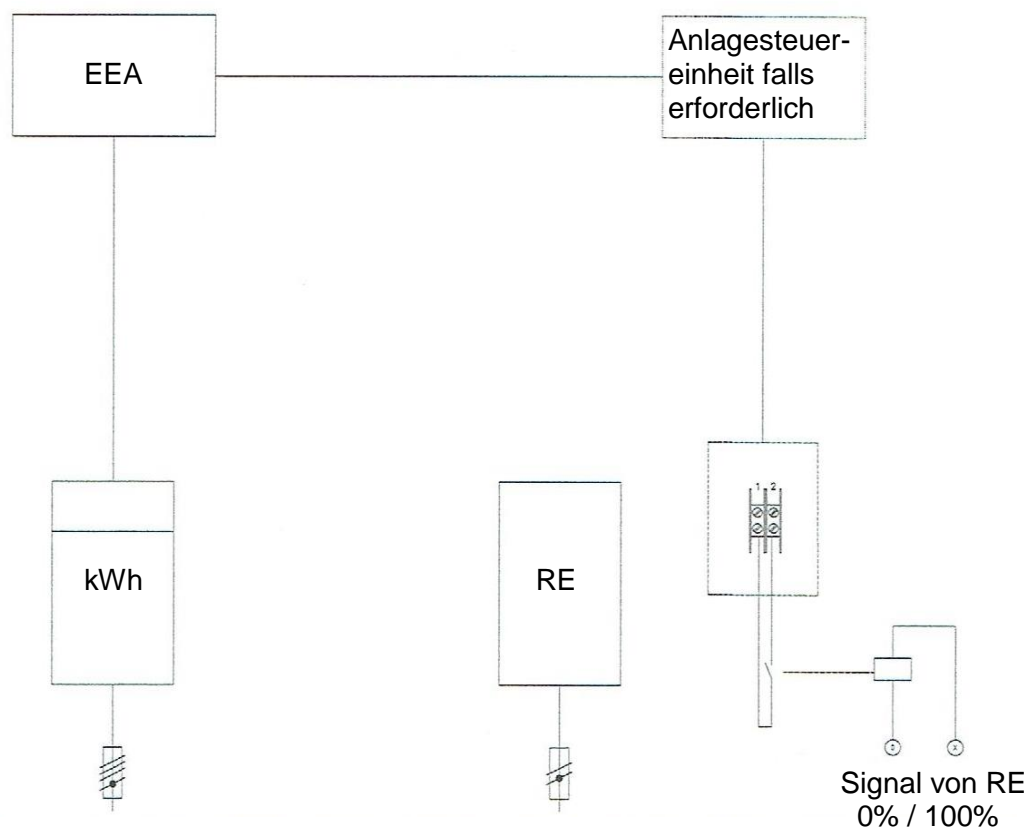 EEA
Anlagesteuer-
einheit falls
erforderlich
kWh
RE
1 2
Signal von RE
0% / 100%